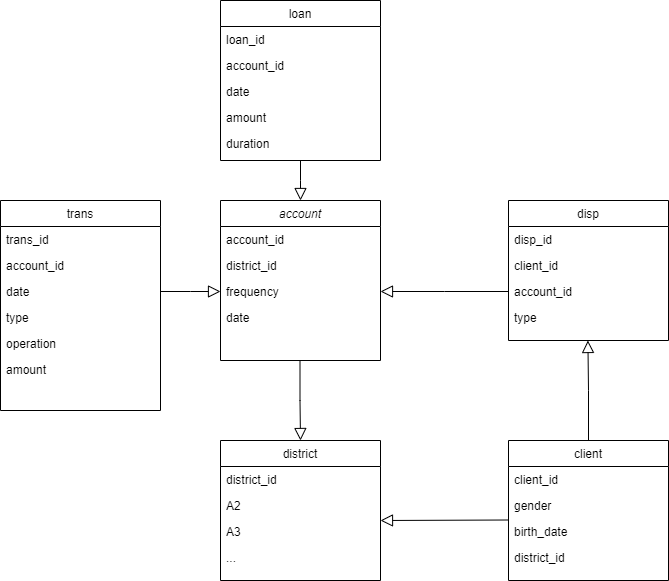 loan
loan_id
account_id
date
amount
duration
trans
trans_id
account_id
date
type
operation
amount
account
account_id
district_id
frequency
date
disp
disp_id
client_id
account_id
type
district
district_id
A2
A3
...
client
client_id
gender
birth_date
district_id